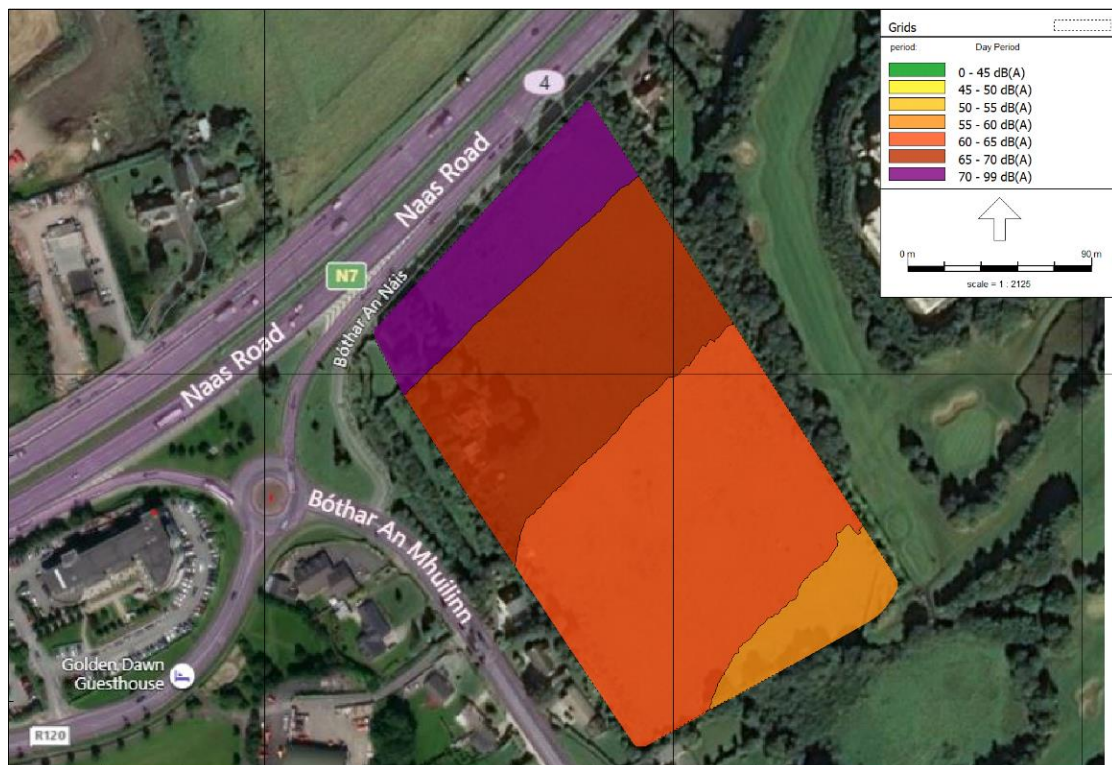 Grids
period:
Day Period
0 - 45 dB(A)
45 - 50 dB(A)
50 - 55 dB(A)
55 - 60 dB(A)
60 - 65 dB(A)
65 - 70 dB(A)
70 - 99 dB(A)
0 m
90 m
scale = 1 : 2125
4
Naas Road
N7
Bóthar An Náis
Naas Road
Bóthar An Mhuilinn
Golden Dawn
Guesthouse
R120